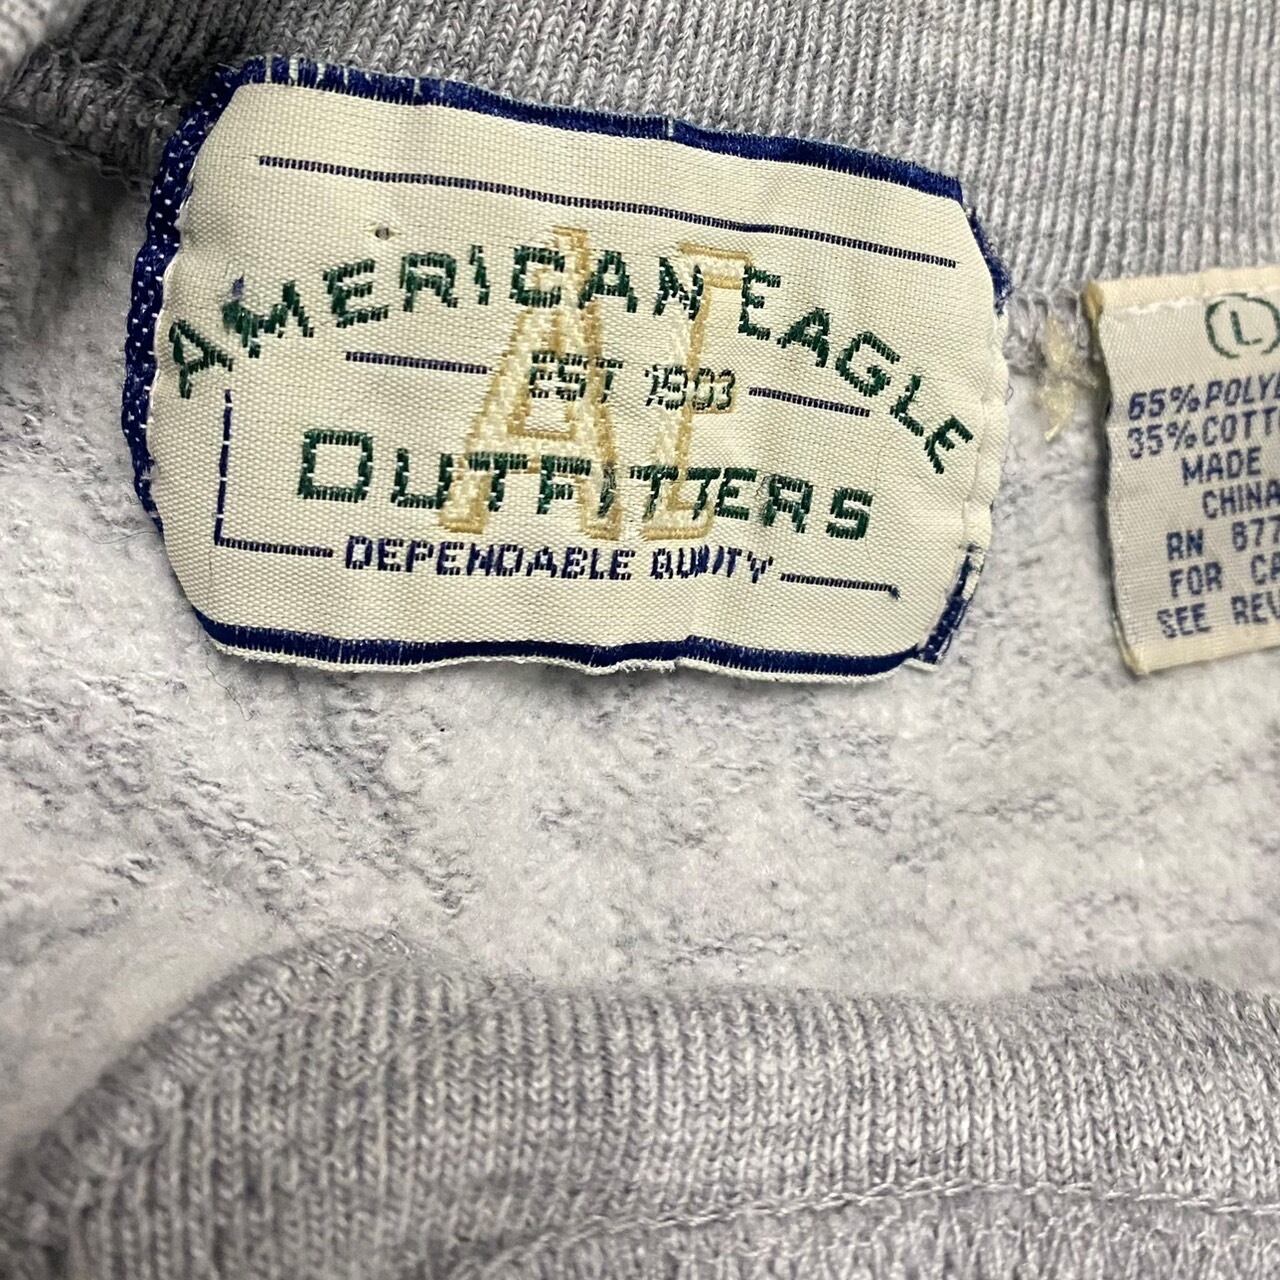 AMERICAN EAGLE
AE
EST 1903
OUTFITTERS
DEPENDABLE QUALITY
L
65% POLY
35% COTT
MADE
CHINA
RN 877
FOR CA
SEE REV